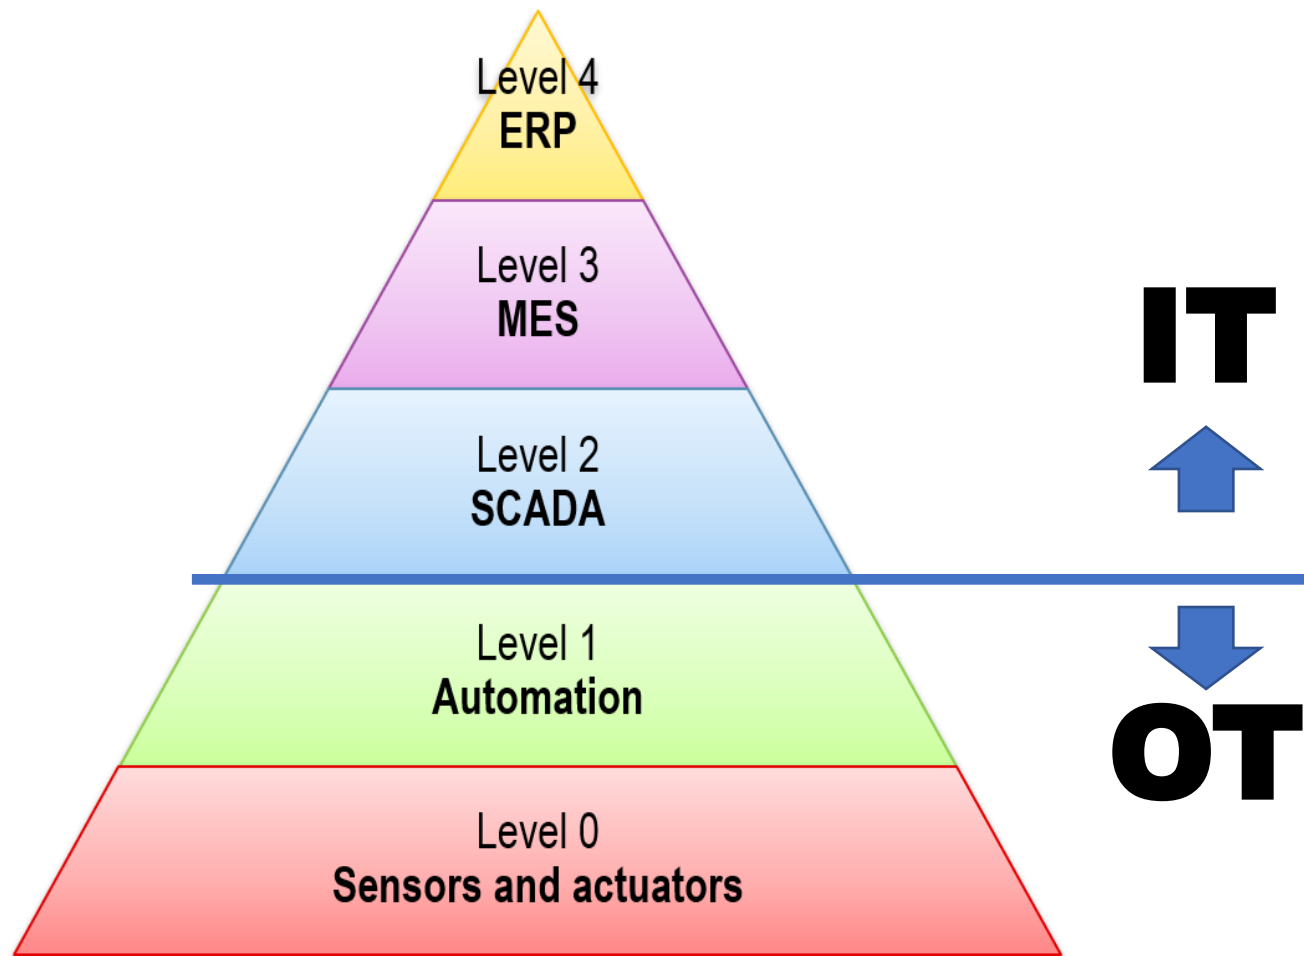 Level 4
ERP
Level 3
MES
IT
Level 2
SCADA
Level 1
Automation
OT
Level 0
Sensors and actuators